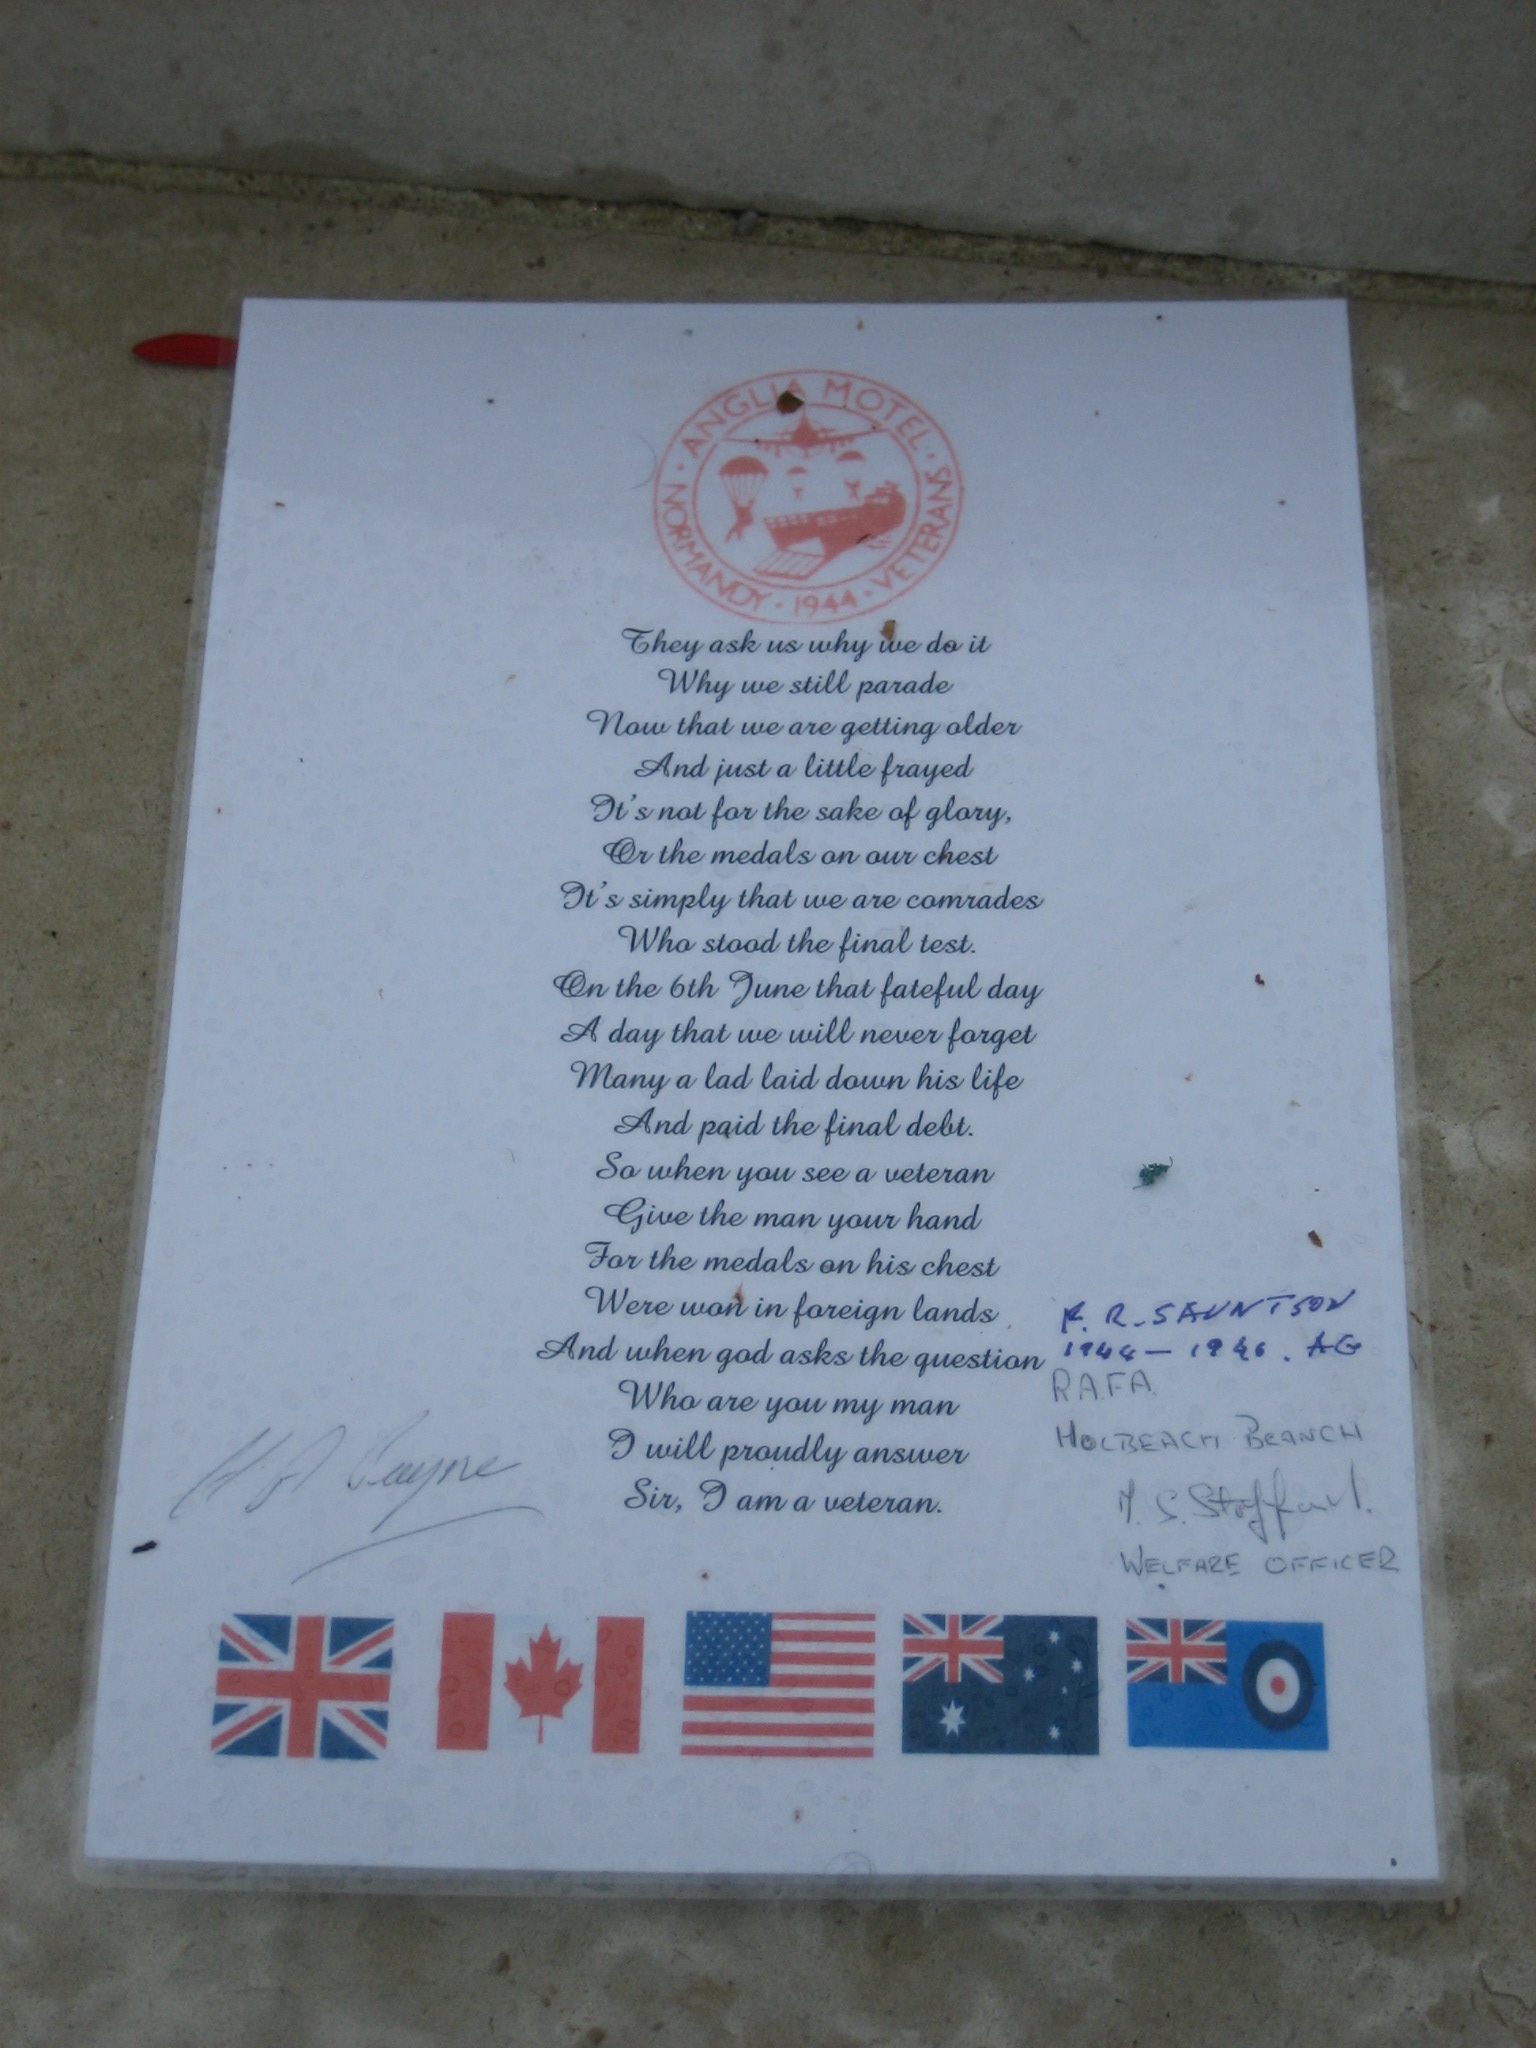 · ANGLIA MOTEL ·
NORMANDY · 1944 · VETERANS
They ask us why we do it
Why we still parade
Now that we are getting older
And just a little frayed
It's not for the sake of glory,
Or the medals on our chest
It's simply that we are comrades
Who stood the final test.
On the 6th June that fateful day
A day that we will never forget
Many a lad laid down his life
And paid the final debt.
So when you see a veteran
Give the man your hand
For the medals on his chest
Were won in foreign lands
And when god asks the question
Who are you my man
I will proudly answer
Sir, I am a veteran.
R. SAUNTSON
1944 - 1946. AG
R.A.F.A.
HOLBEACH BRANCH
WELFARE OFFICER